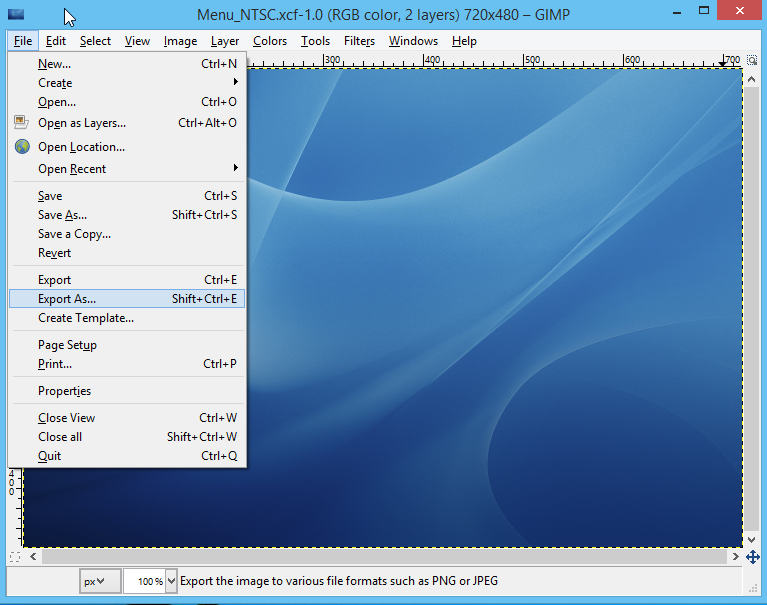 Menu_NTSC.xcf-1.0 (RGB color, 2 layers) 720x480 – GIMP
File Edit Select View Image Layer Colors Tools Filters Windows Help
300 400 500 600 700
New... Ctrl+N
Create
Open... Ctrl+O
Open as Layers... Ctrl+Alt+O
Open Location...
Open Recent
Save Ctrl+S
Save As... Shift+Ctrl+S
Save a Copy...
Revert
Export Ctrl+E
Export As... Shift+Ctrl+E
Create Template...
Page Setup
Print... Ctrl+P
Properties
Close View Ctrl+W
Close all Shift+Ctrl+W
Quit Ctrl+Q
400
px 100 % Export the image to various file formats such as PNG or JPEG